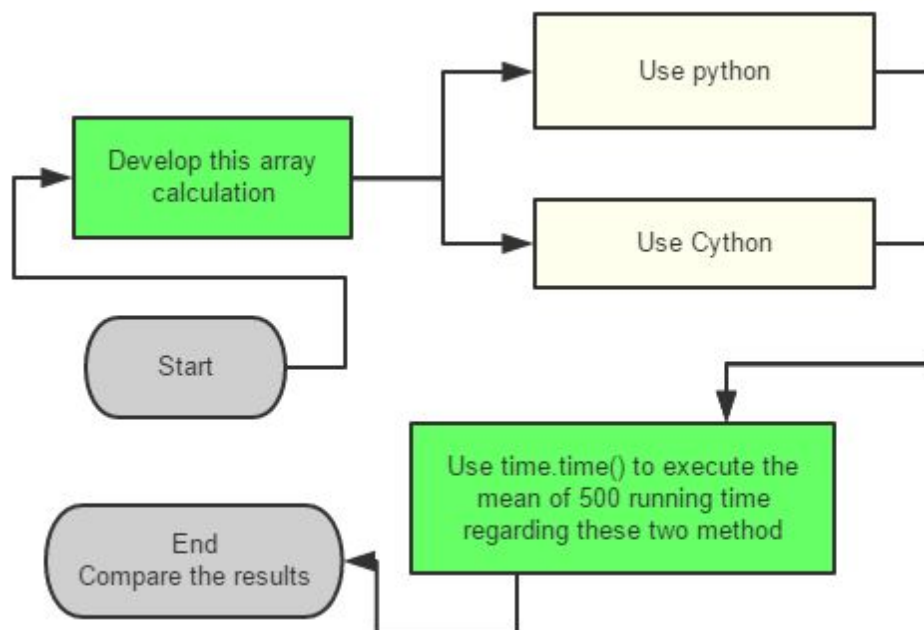 Start
Develop this array
calculation
Use python
Use Cython
Use time.time() to execute the
mean of 500 running time
regarding these two method
End
Compare the results